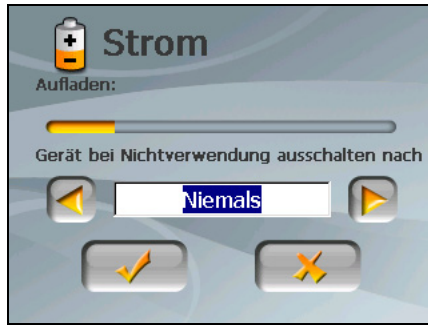 Strom
Aufladen:
Gerät bei Nichtverwendung ausschalten nach
Niemals